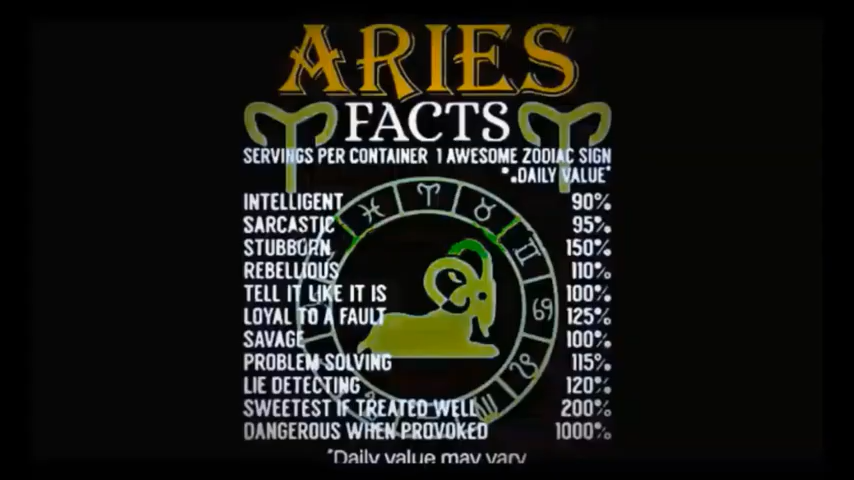 ARIES
FACTS
SERVINGS PER CONTAINER 1 AWESOME ZODIAC SIGN
*.DAILY VALUE*
INTELLIGENT 90%
SARCASTIC 95%
STUBBORN 150%
REBELLIOUS 110%
TELL IT LIKE IT IS 100%
LOYAL TO A FAULT 125%
SAVAGE 100%
PROBLEM SOLVING 115%
LIE DETECTING 120%
SWEETEST IF TREATED WELL 200%
DANGEROUS WHEN PROVOKED 1000%
*Daily value may vary